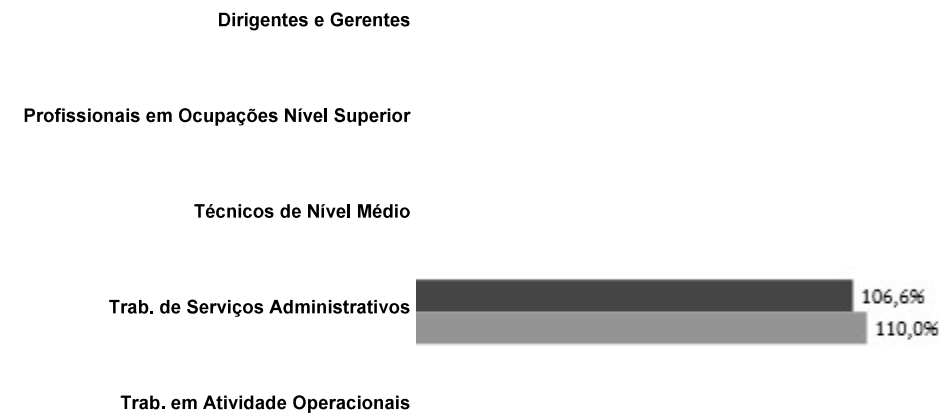 Dirigentes e Gerentes
Profissionais em Ocupações Nível Superior
Técnicos de Nível Médio
Trab. de Serviços Administrativos
106,6%
110,0%
Trab. em Atividade Operacionais